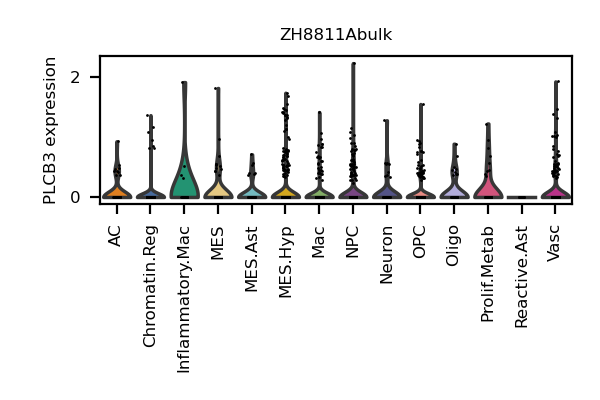 ZH8811Abulk
PLCB3 expression
2
0
AC
Chromatin.Reg
Inflammatory.Mac
MES
MES.Ast
MES.Hyp
Mac
NPC
Neuron
OPC
Oligo
Prolif.Metab
Reactive.Ast
Vasc